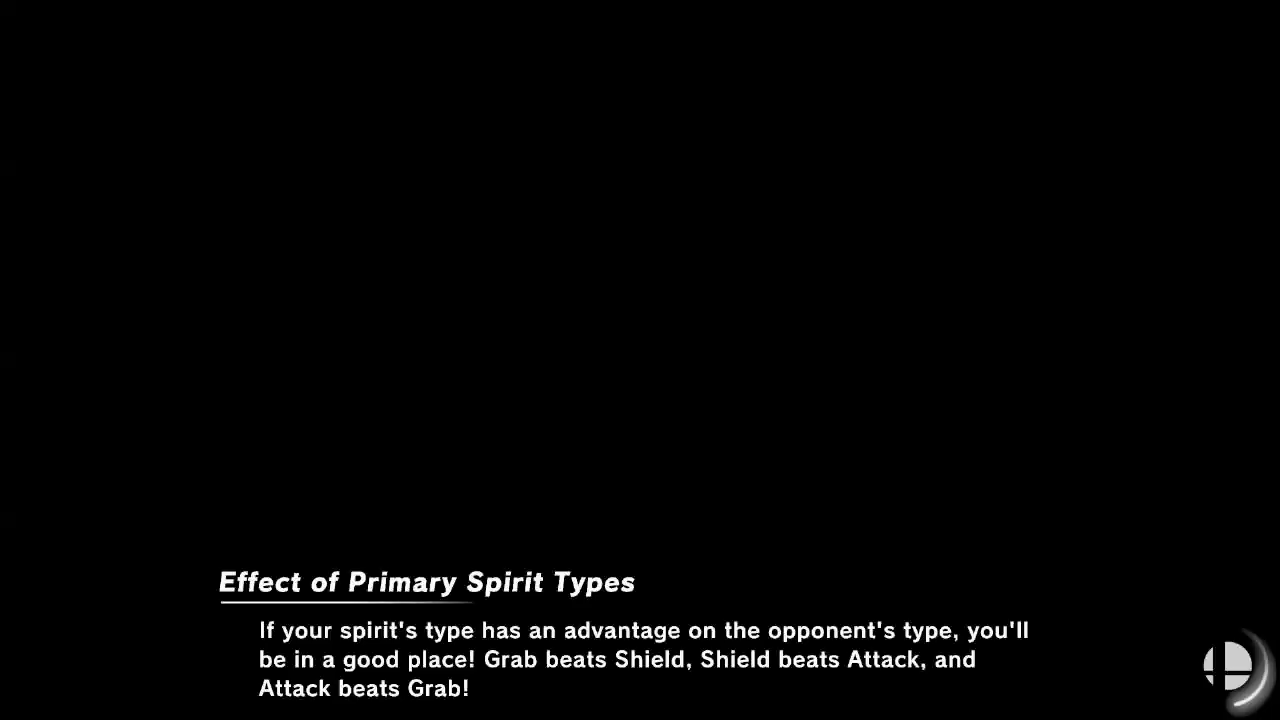 Effect of Primary Spirit Types
If your spirit's type has an advantage on the opponent's type, you'll
be in a good place! Grab beats Shield, Shield beats Attack, and
Attack beats Grab!